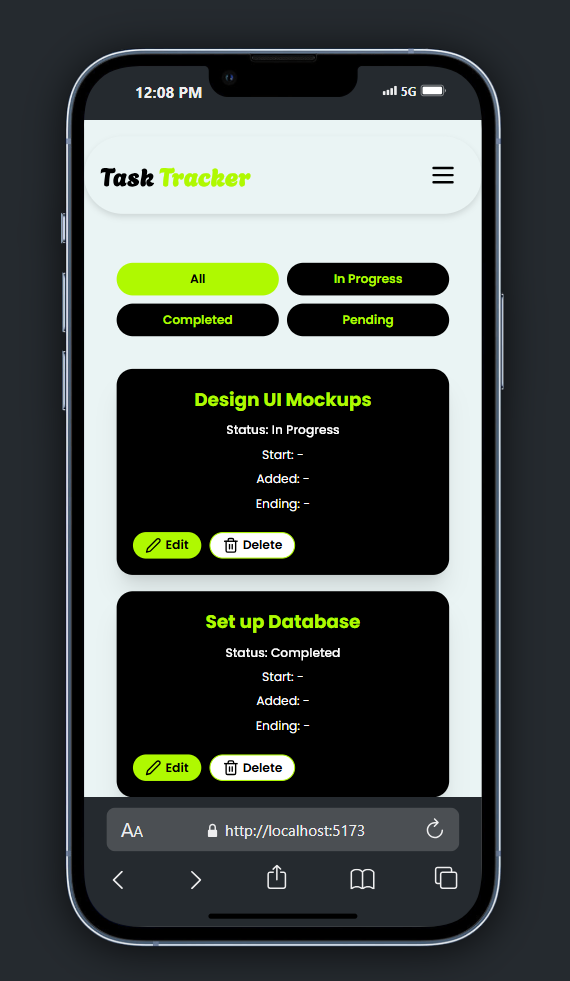 12:08 PM 5G
Task Tracker
All In Progress
Completed Pending
Design UI Mockups
Status: In Progress
Start: -
Added: -
Ending: -
Edit Delete
Set up Database
Status: Completed
Start: -
Added: -
Ending: -
Edit Delete
AA http://localhost:5173